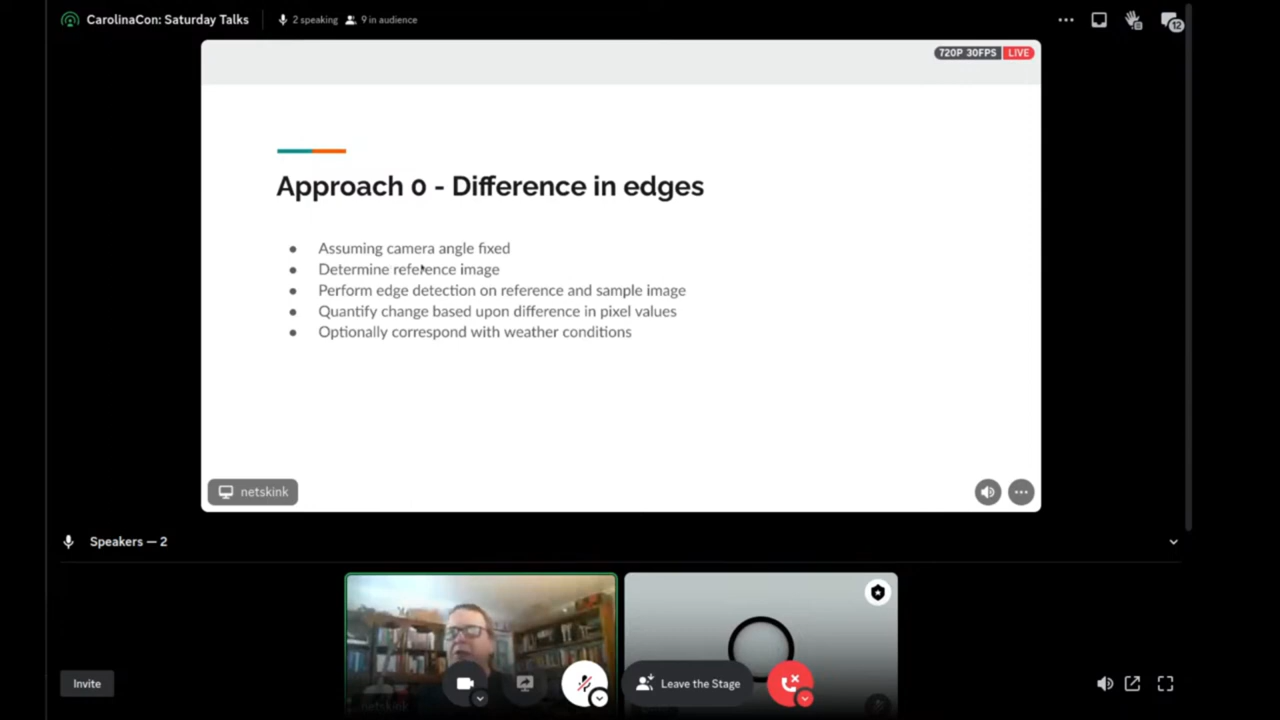 CarolinaCon: Saturday Talks
2 speaking
9 in audience
12
720P 30FPS
LIVE
Approach 0 - Difference in edges
Assuming camera angle fixed
Determine reference image
Perform edge detection on reference and sample image
Quantify change based upon difference in pixel values
Optionally correspond with weather conditions
netskink
Speakers — 2
Invite
netskink
Leave the Stage